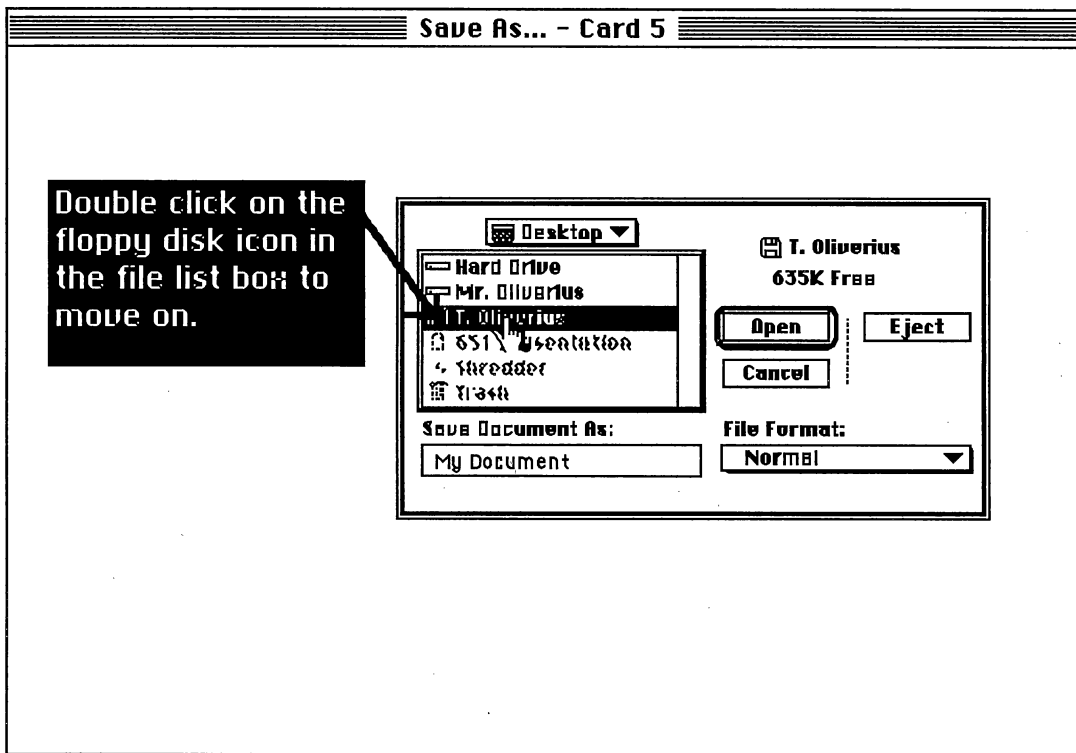 Save As... - Card 5
Double click on the
floppy disk icon in
the file list box to
move on.
Desktop
Hard Drive
Mr. Oliverius
T. Oliverius
651
Shredder
Trash
Save Document As:
My Document
T. Oliverius
635K Free
Open
Eject
Cancel
File Format:
Normal